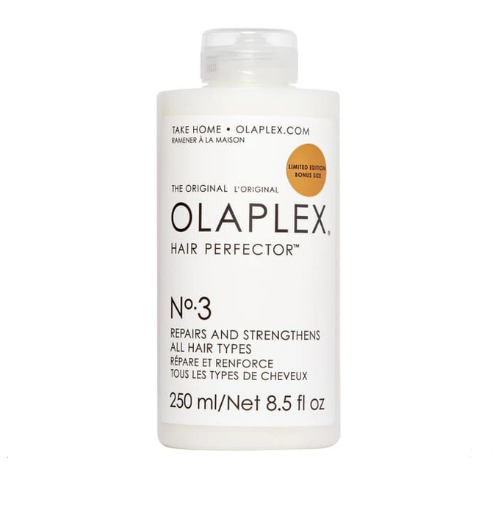 TAKE HOME • OLAPLEX.COM
RAMENER À LA MAISON
LIMITED EDITION
BONUS SIZE
THE ORIGINAL L'ORIGINAL
OLAPLEX®
HAIR PERFECTOR™
Nº.3
REPAIRS AND STRENGTHENS
ALL HAIR TYPES
RÉPARE ET RENFORCE
TOUS LES TYPES DE CHEVEUX
250 ml/Net 8.5 fl oz